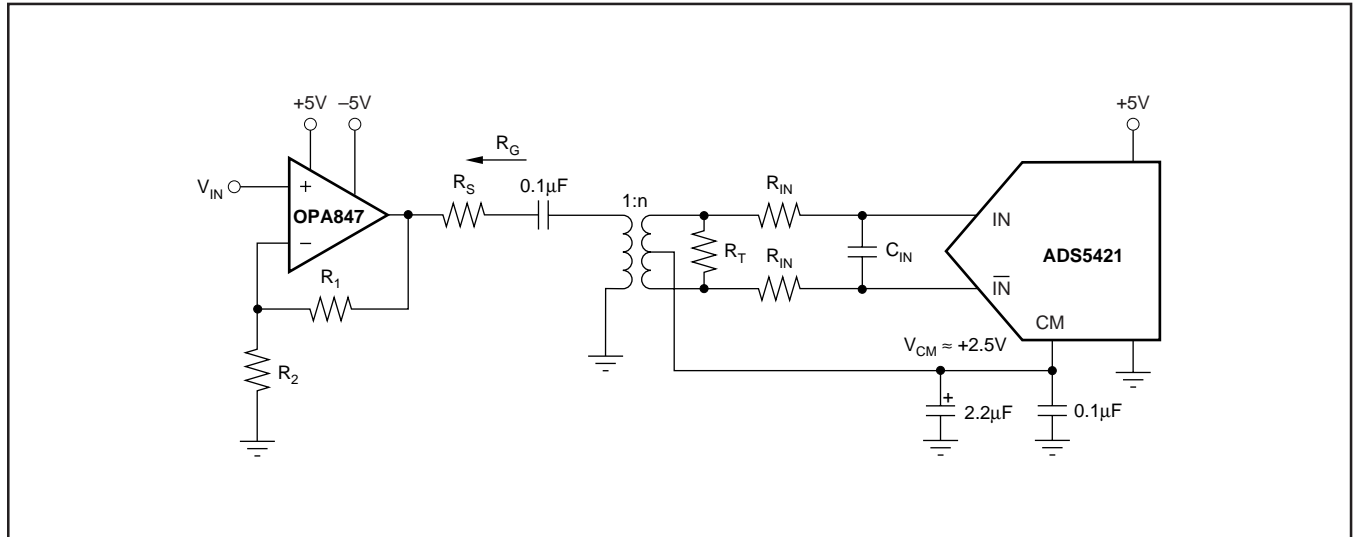 +5V –5V
+5V
R_G
V_IN
+
OPA847
–
R_S
0.1µF
1:n
R_IN
R_T
R_IN
C_IN
IN
ADS5421
I̅N̅
CM
R_1
V_CM ≈ +2.5V
R_2
+
2.2µF
0.1µF